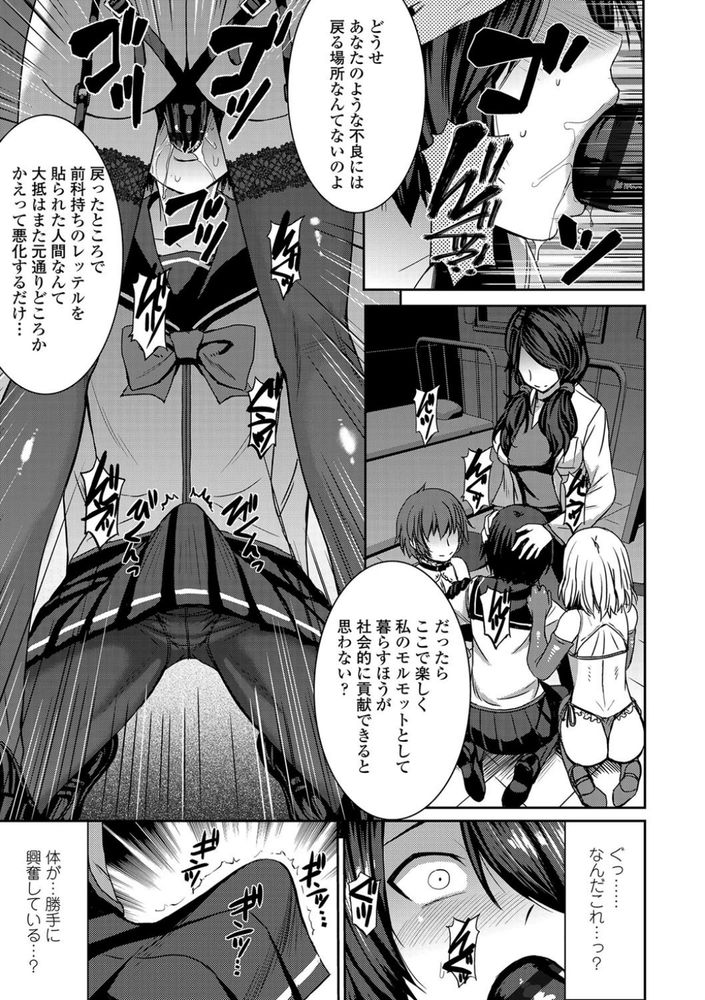 どうせ
あなたのような不良には
戻る場所なんてないのよ
戻ったところで
前科持ちのレッテルを
貼られた人間なんて
大抵はまた元通りどころか
かえって悪化するだけ…
だったら
ここで楽しく
私のモルモットとして
暮らすほうが
社会的に貢献できると
思わない？
ぐっ……
なんだこれ…っ？
体が…勝手に
興奮している…？